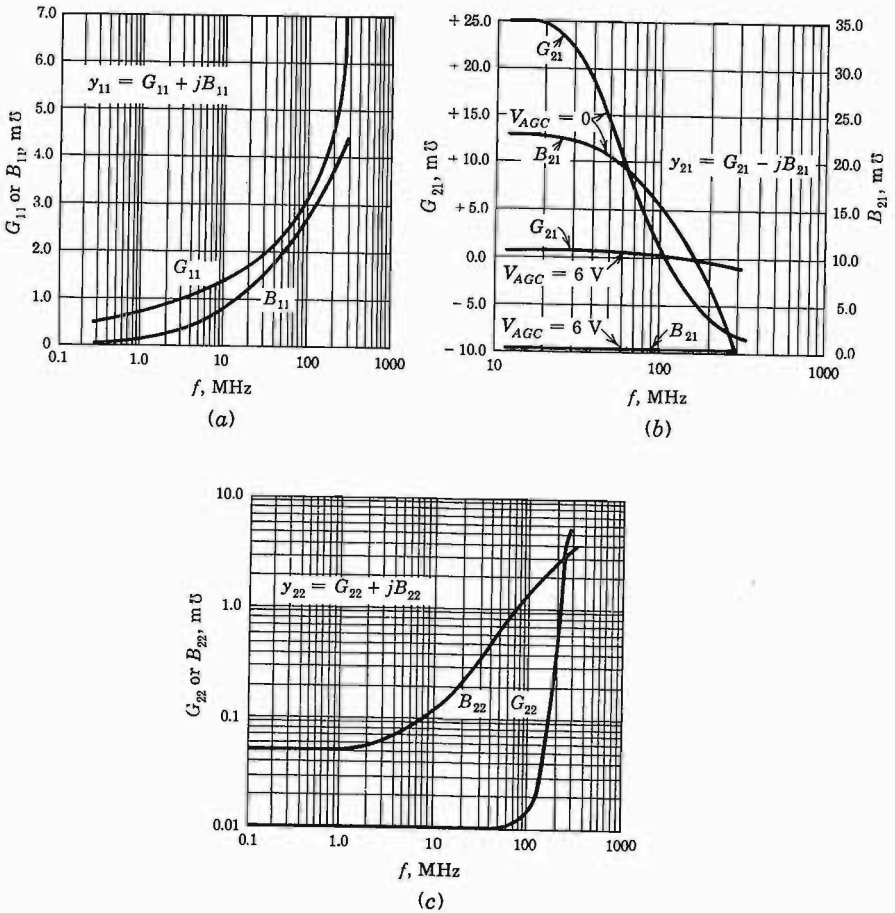 7.0
6.0
5.0
4.0
3.0
2.0
1.0
0
G₁₁ or B₁₁, m℧
y₁₁ = G₁₁ + jB₁₁
G₁₁
B₁₁
0.1 1.0 10 100 1000
f, MHz
(a)
+ 25.0
+ 20.0
+ 15.0
+ 10.0
+ 5.0
0.0
− 5.0
− 10.0
G₂₁, m℧
G₂₁
V_AGC = 0
B₂₁
y₂₁ = G₂₁ − jB₂₁
G₂₁
V_AGC = 6 V
V_AGC = 6 V
B₂₁
35.0
30.0
25.0
20.0
15.0
10.0
5.0
0.0
B₂₁, m℧
10 100 1000
f, MHz
(b)
10.0
1.0
0.1
0.01
G₂₂ or B₂₂, m℧
y₂₂ = G₂₂ + jB₂₂
B₂₂ G₂₂
0.1 1.0 10 100 1000
f, MHz
(c)